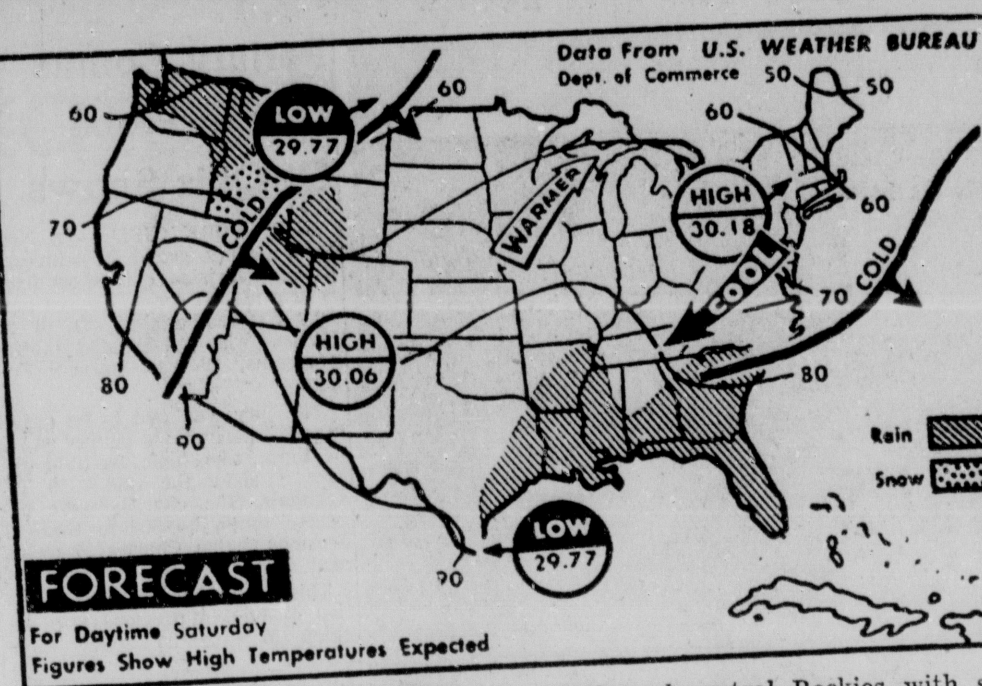 Data From U.S. WEATHER BUREAU
Dept. of Commerce
50
50
60
60
60
LOW
29.77
HIGH
30.18
WARMER
COLD
60
70
COOL
70
COLD
HIGH
30.06
80
80
90
Rain
Snow
LOW
29.77
90
FORECAST
For Daytime Saturday
Figures Show High Temperatures Expected
Rockies with